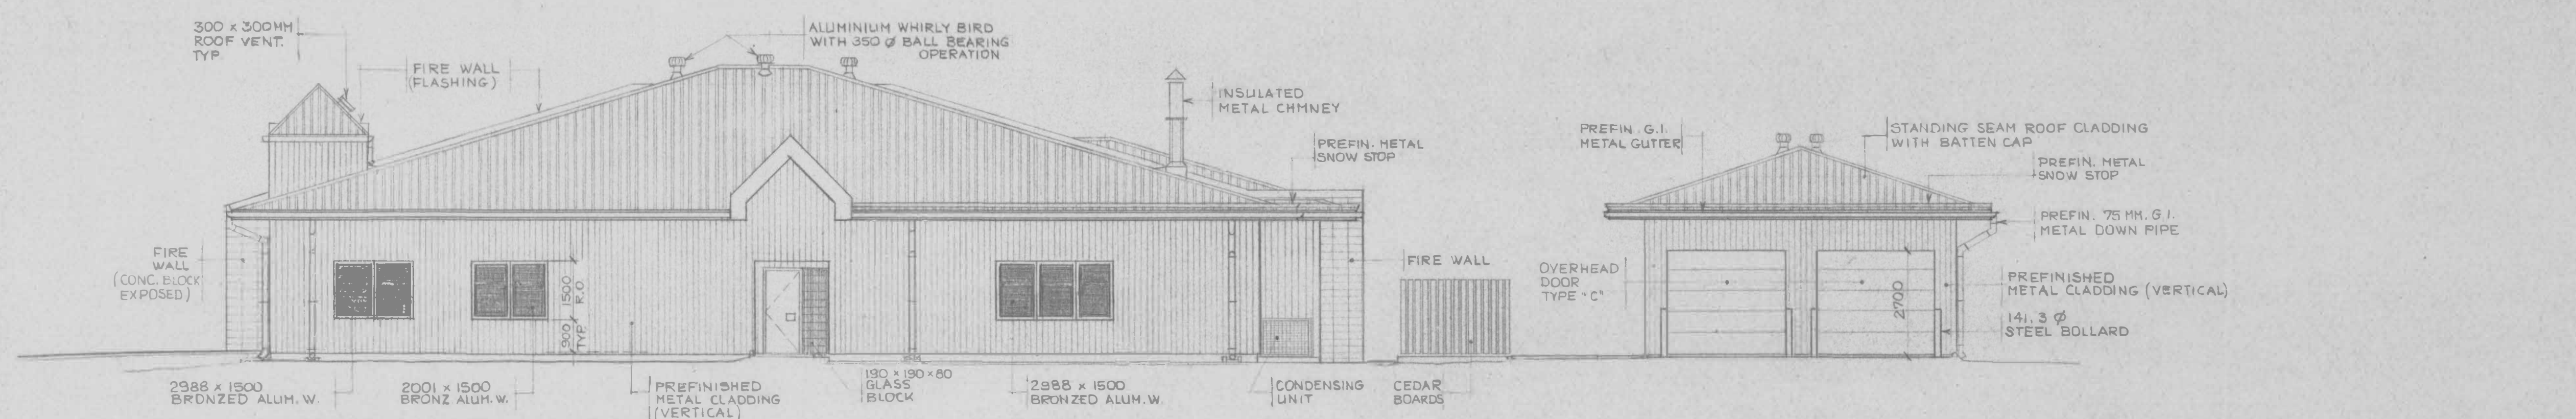 300 x 300MM
ROOF VENT.
TYP.
FIRE WALL
(FLASHING)
ALUMINIUM WHIRLY BIRD
WITH 350 Ø BALL BEARING
OPERATION
INSULATED
METAL CHMNEY
PREFIN. METAL
SNOW STOP
PREFIN. G.I.
METAL GUTTER
STANDING SEAM ROOF CLADDING
WITH BATTEN CAP
PREFIN. METAL
SNOW STOP
PREFIN. 75 MM. G.I.
METAL DOWN PIPE
FIRE
WALL
(CONC. BLOCK
EXPOSED)
1500
R.O.
900
TYP.
FIRE WALL
OVERHEAD
DOOR
TYPE "C"
2700
PREFINISHED
METAL CLADDING (VERTICAL)
141.3 Ø
STEEL BOLLARD
2988 x 1500
BRONZED ALUM. W.
2001 x 1500
BRONZ ALUM. W.
PREFINISHED
METAL CLADDING
(VERTICAL)
190 x 190 x 80
GLASS
BLOCK
2988 x 1500
BRONZED ALUM. W.
CONDENSING
UNIT
CEDAR
BOARDS